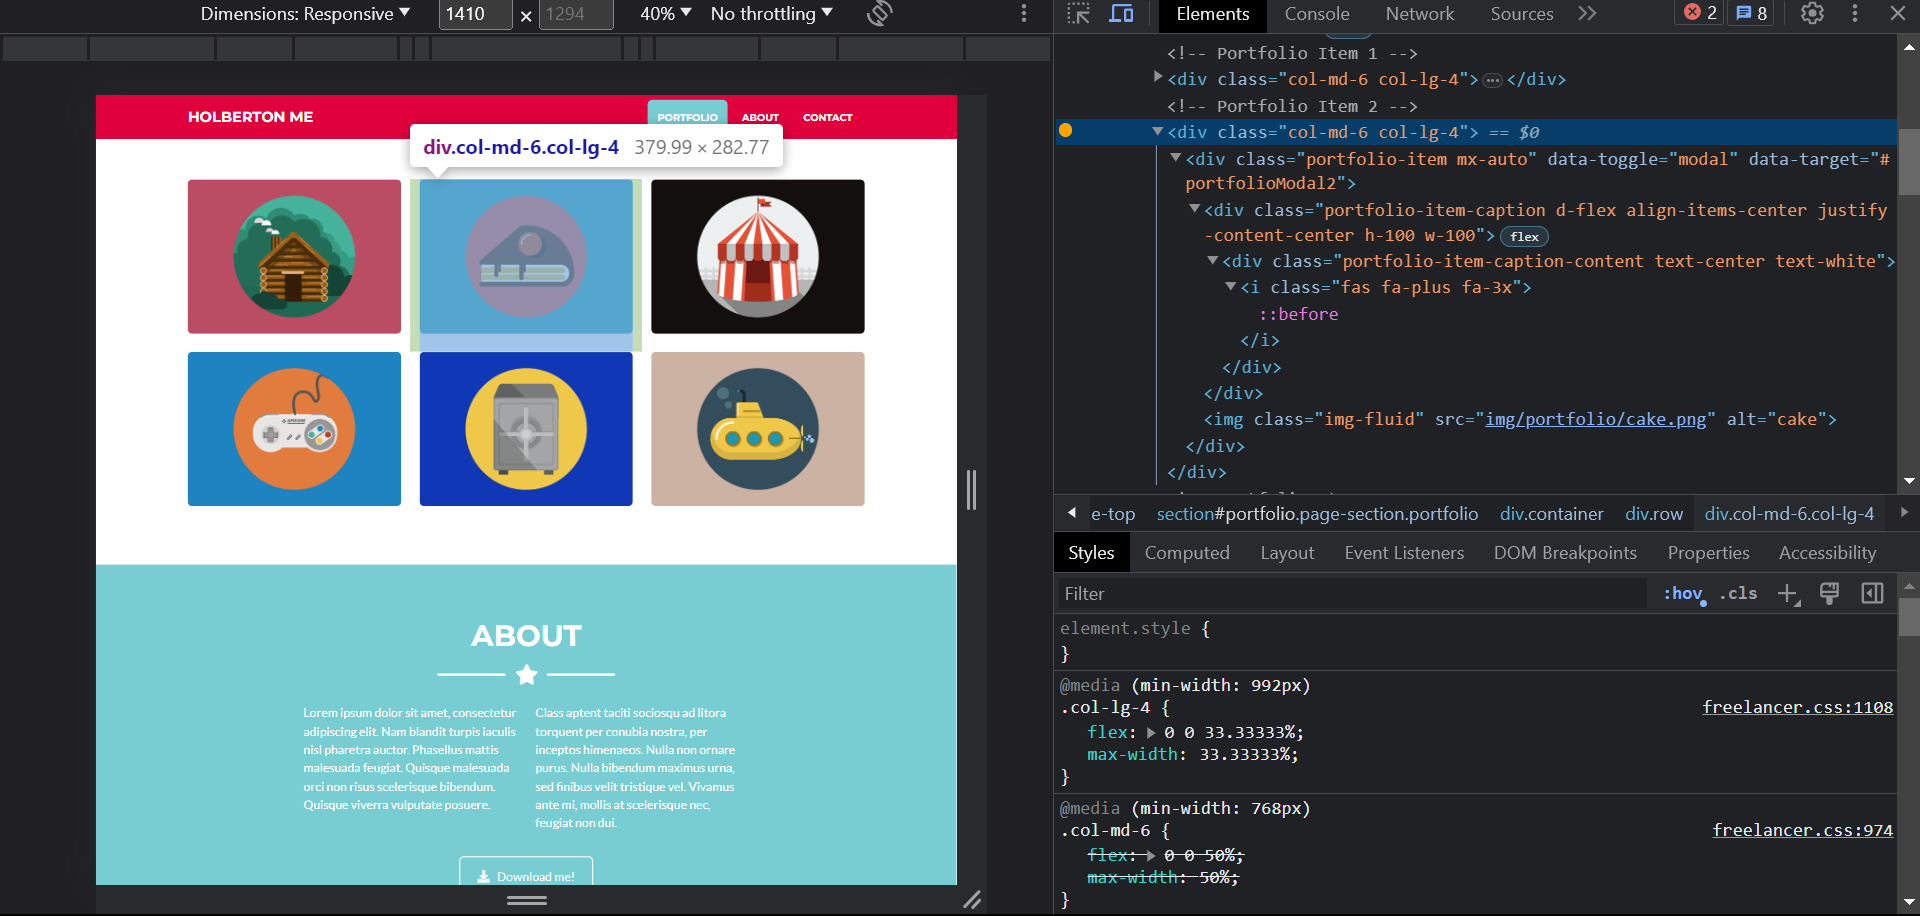 Dimensions: Responsive ▼ 1410 × 1294 40% ▼ No throttling ▼
Elements Console Network Sources 2 8
HOLBERTON ME PORTFOLIO ABOUT CONTACT
div.col-md-6.col-lg-4 379.99 × 282.77
ABOUT
Lorem ipsum dolor sit amet, consectetur
adipiscing elit. Nam blandit turpis iaculis
nisl pharetra auctor. Phasellus mattis
malesuada feugiat. Quisque malesuada
orci non risus scelerisque bibendum.
Quisque viverra vulputate posuere.
Class aptent taciti sociosqu ad litora
torquent per conubia nostra, per
inceptos himenaeos. Nulla non ornare
purus. Nulla bibendum maximus urna,
sed finibus velit tristique vel. Vivamus
ante mi, mollis at scelerisque nec,
feugiat non dui.
Download me!
<!-- Portfolio Item 1 -->
<div class="col-md-6 col-lg-4">…</div>
<!-- Portfolio Item 2 -->
<div class="col-md-6 col-lg-4"> == $0
<div class="portfolio-item mx-auto" data-toggle="modal" data-target="#
portfolioModal2">
<div class="portfolio-item-caption d-flex align-items-center justify
-content-center h-100 w-100"> flex
<div class="portfolio-item-caption-content text-center text-white">
<i class="fas fa-plus fa-3x">
::before
</i>
</div>
</div>
<img class="img-fluid" src="img/portfolio/cake.png" alt="cake">
</div>
</div>
e-top section#portfolio.page-section.portfolio div.container div.row div.col-md-6.col-lg-4
Styles Computed Layout Event Listeners DOM Breakpoints Properties Accessibility
Filter :hov .cls
element.style {
}
@media (min-width: 992px)
.col-lg-4 { freelancer.css:1108
flex: ▶ 0 0 33.33333%;
max-width: 33.33333%;
}
@media (min-width: 768px)
.col-md-6 { freelancer.css:974
flex: ▶ 0 0 50%;
max-width: 50%;
}